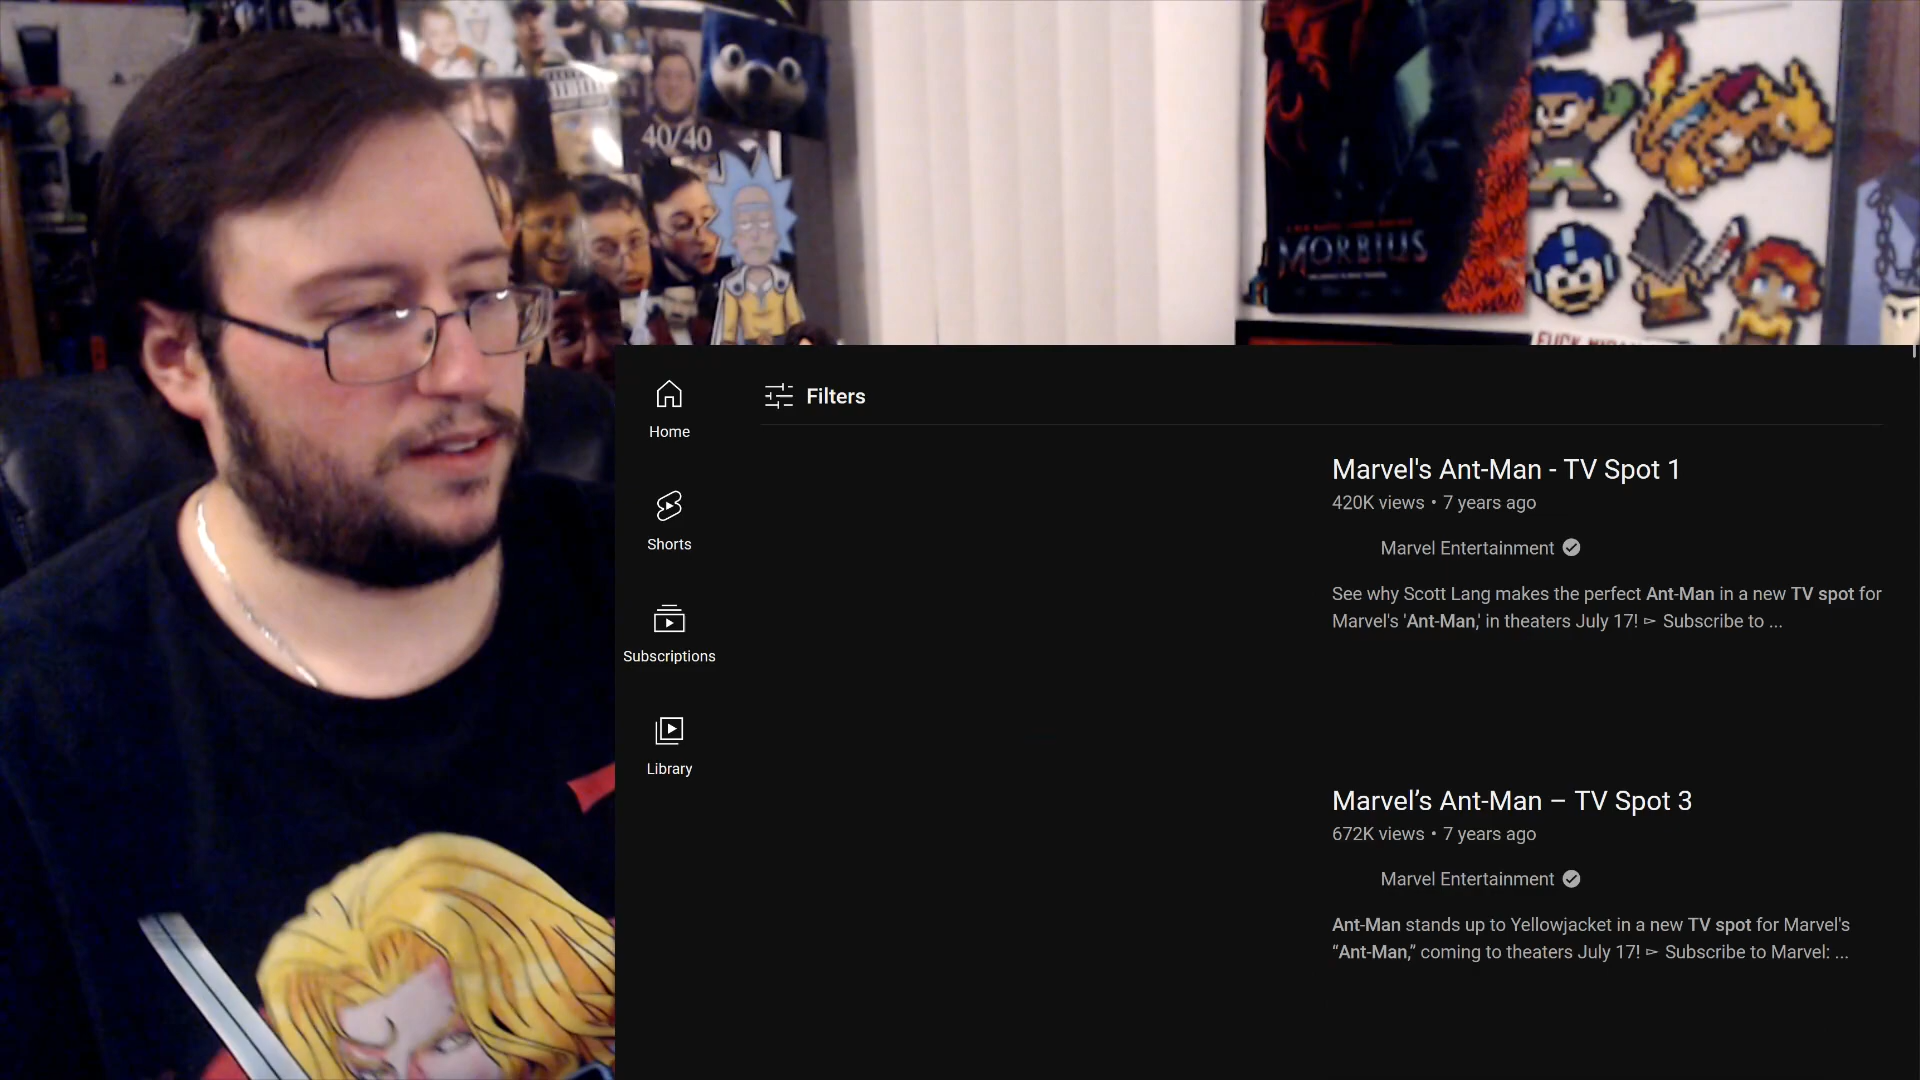 40/40
MORBIUS
Filters
Home
Shorts
Subscriptions
Library
Marvel's Ant-Man - TV Spot 1
420K views • 7 years ago
Marvel Entertainment
See why Scott Lang makes the perfect Ant-Man in a new TV spot for
Marvel's 'Ant-Man,' in theaters July 17! ► Subscribe to ...
Marvel’s Ant-Man – TV Spot 3
672K views • 7 years ago
Marvel Entertainment
Ant-Man stands up to Yellowjacket in a new TV spot for Marvel's
“Ant-Man,” coming to theaters July 17! ► Subscribe to Marvel: ...